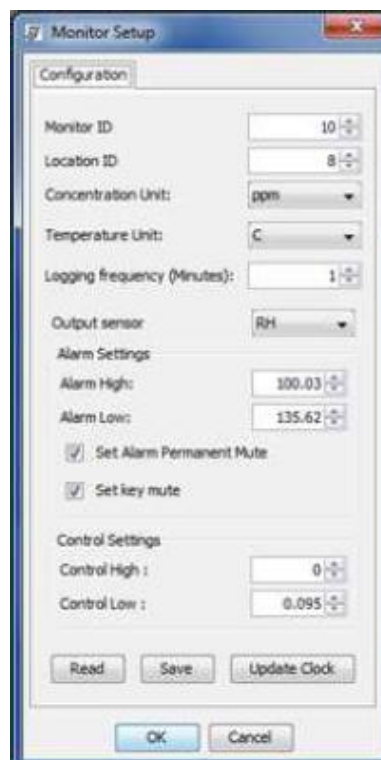 Monitor Setup
Configuration
Monitor ID 10
Location ID 8
Concentration Unit: ppm
Temperature Unit: C
Logging frequency (Minutes): 1
Output sensor RH
Alarm Settings
Alarm High: 100.03
Alarm Low: 135.62
Set Alarm Permanent Mute
Set key mute
Control Settings
Control High : 0
Control Low : 0.095
Read Save Update Clock
OK Cancel